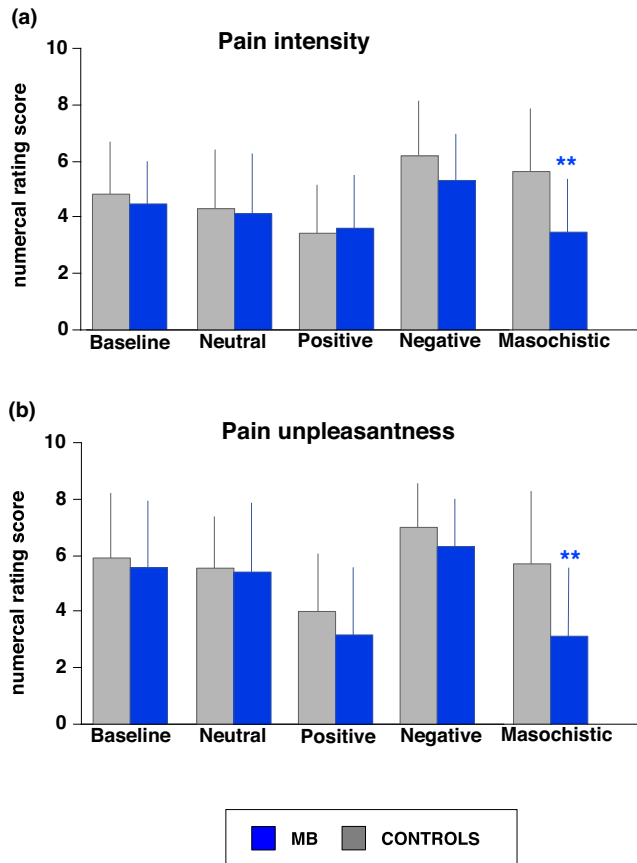 (a)
Pain intensity
numercal rating score
10
8
6
4
2
0
**
Baseline Neutral Positive Negative Masochistic
(b)
Pain unpleasantness
numercal rating score
10
8
6
4
2
0
**
Baseline Neutral Positive Negative Masochistic
MB CONTROLS